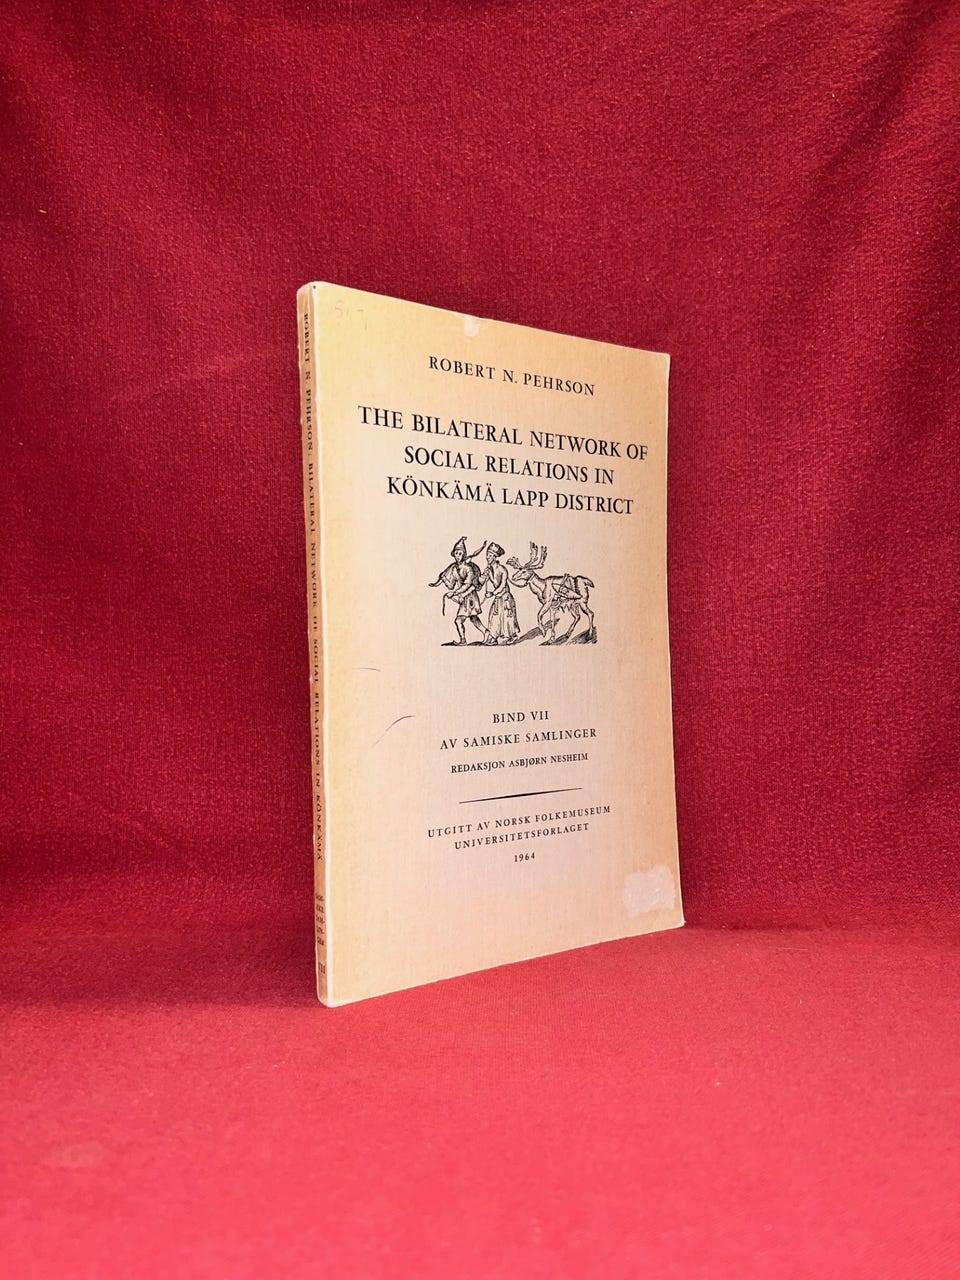 ROBERT N. PEHRSON
THE BILATERAL NETWORK OF
SOCIAL RELATIONS IN
KÖNKÄMÄ LAPP DISTRICT
BIND VII
AV SAMISKE SAMLINGER
REDAKSJON ASBJØRN NESHEIM
UTGITT AV NORSK FOLKEMUSEUM
UNIVERSITETSFORLAGET
1964
ROBERT N. PEHRSON, BILATERAL NETWORK OF SOCIAL RELATIONS IN KÖNKÄMÄ
VII